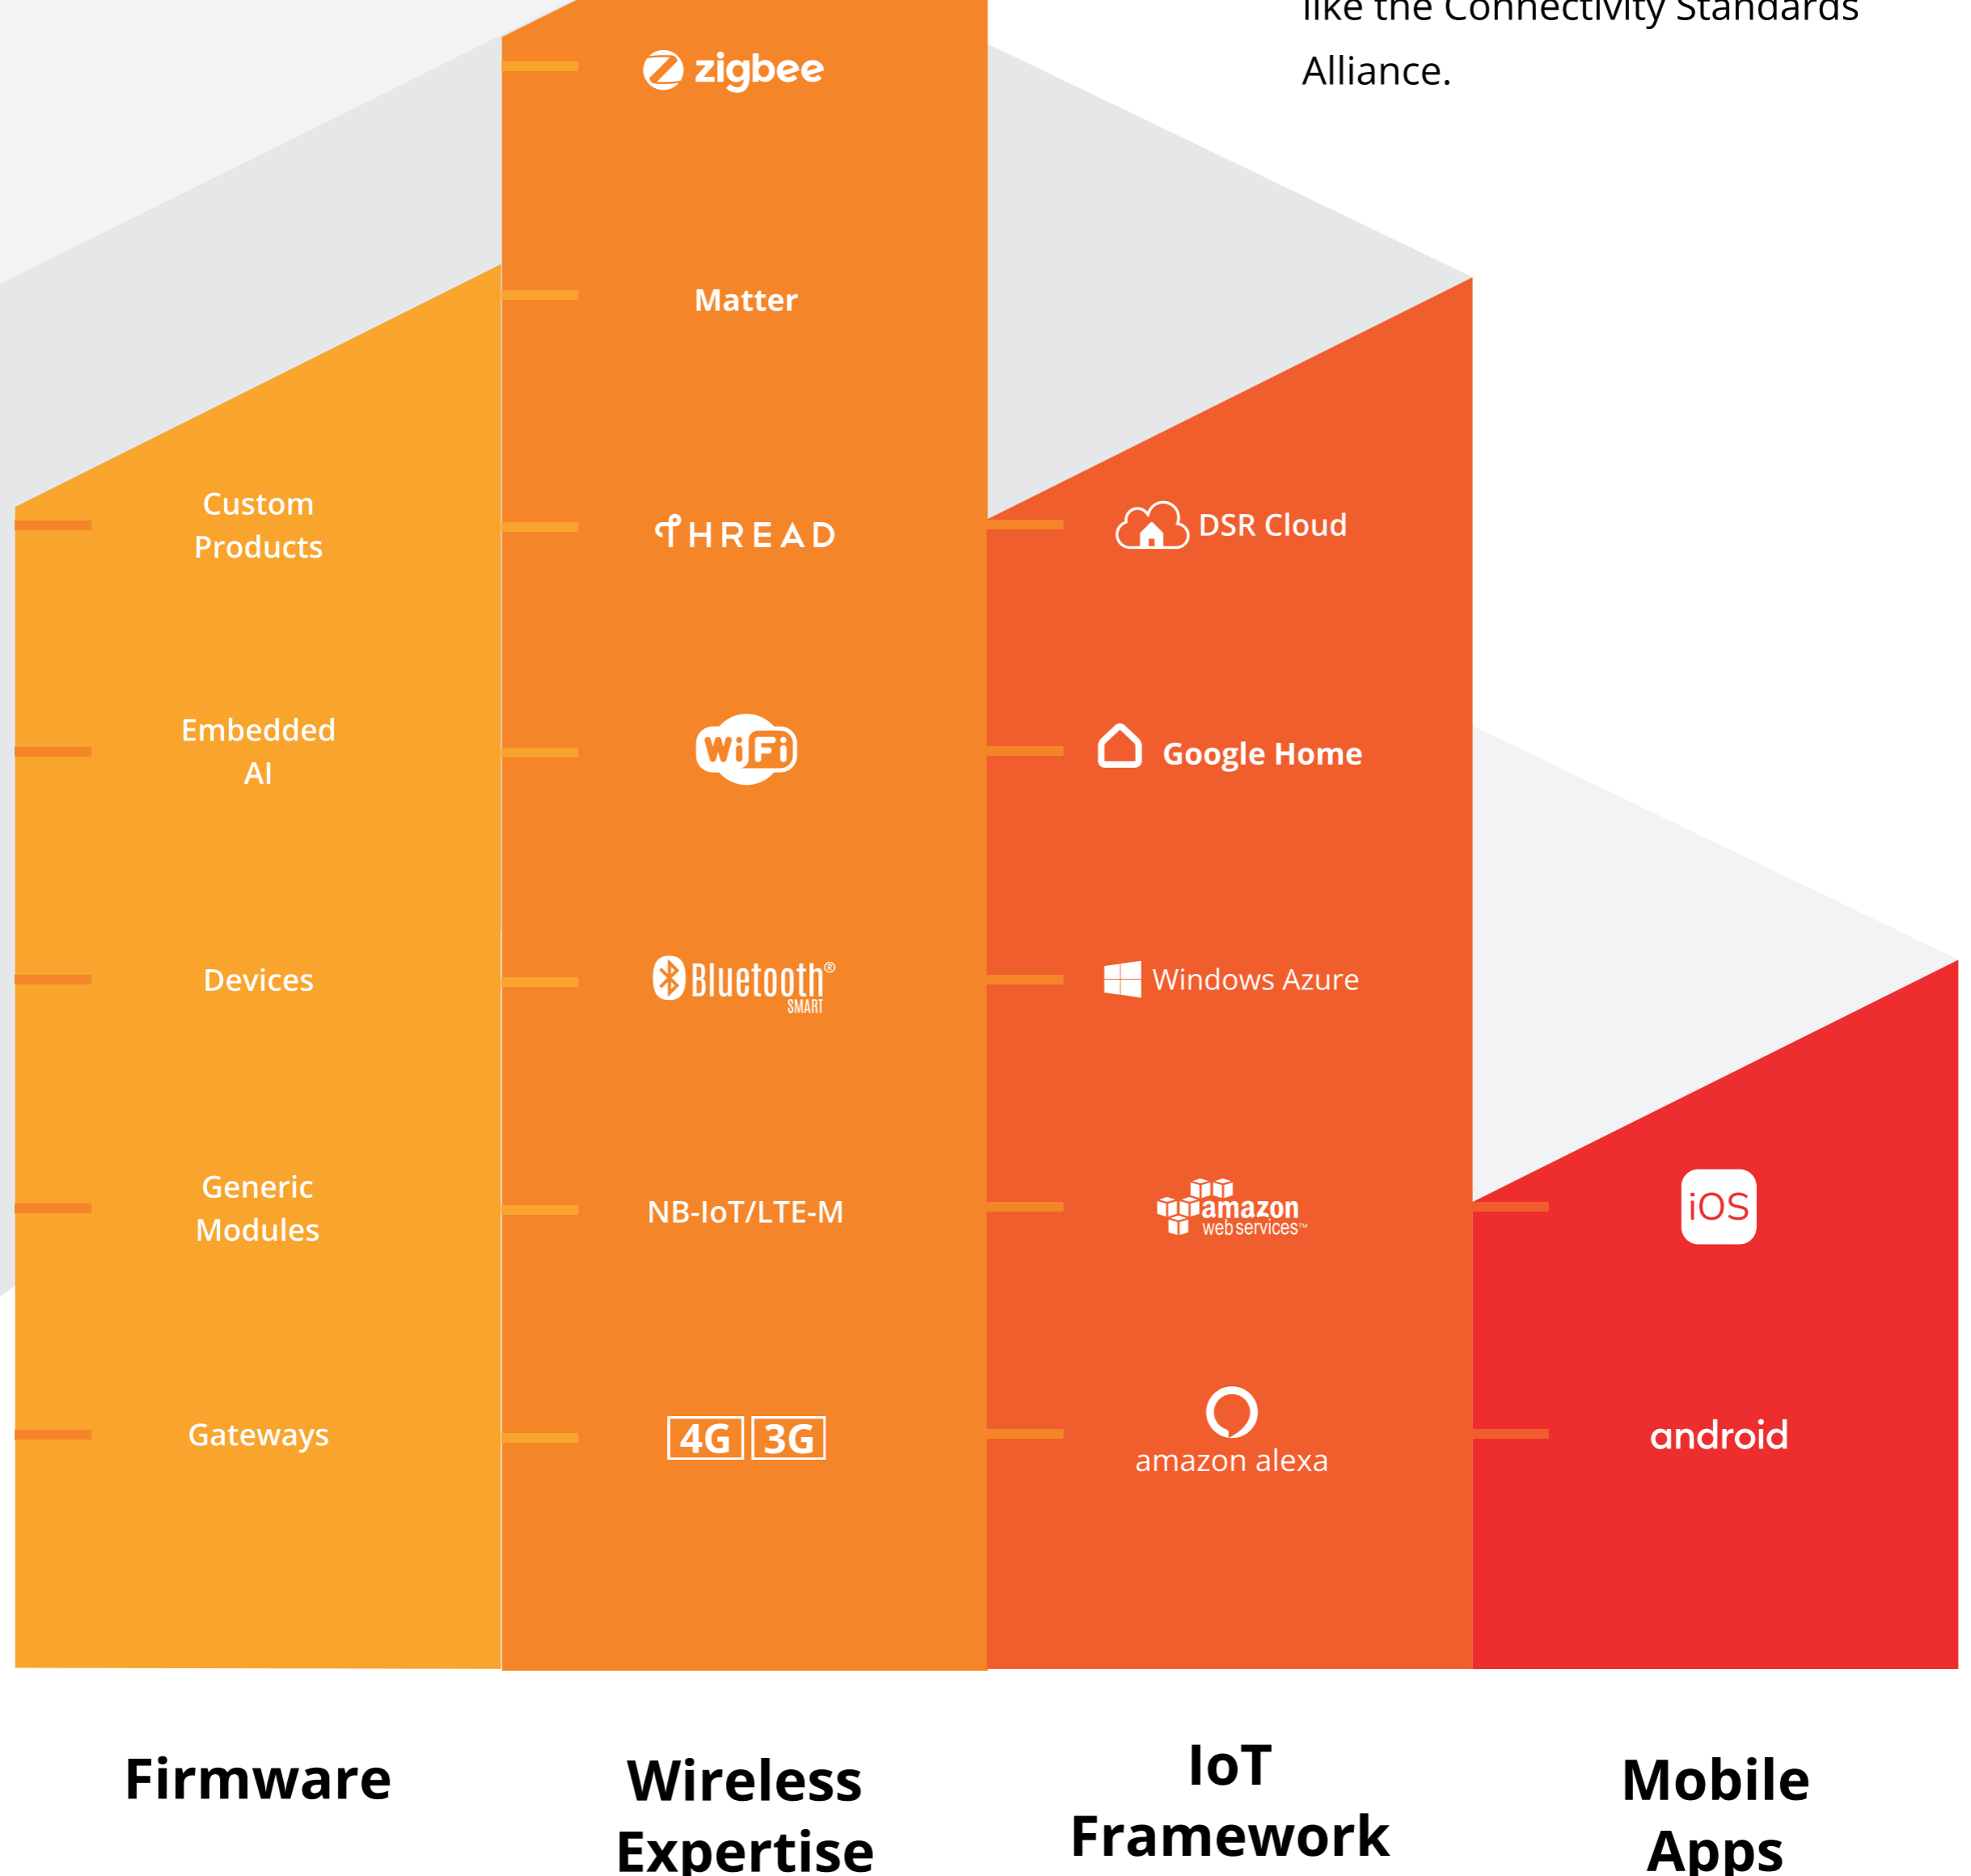 like the Connectivity Standards
Alliance.
zigbee
Matter
Custom
Products
THREAD
DSR Cloud
Embedded
AI
WiFi
Google Home
Devices
Bluetooth®
SMART
Windows Azure
Generic
Modules
NB-IoT/LTE-M
amazon
webservices™
iOS
Gateways
4G 3G
amazon alexa
android
Firmware
Wireless
Expertise
IoT
Framework
Mobile
Apps